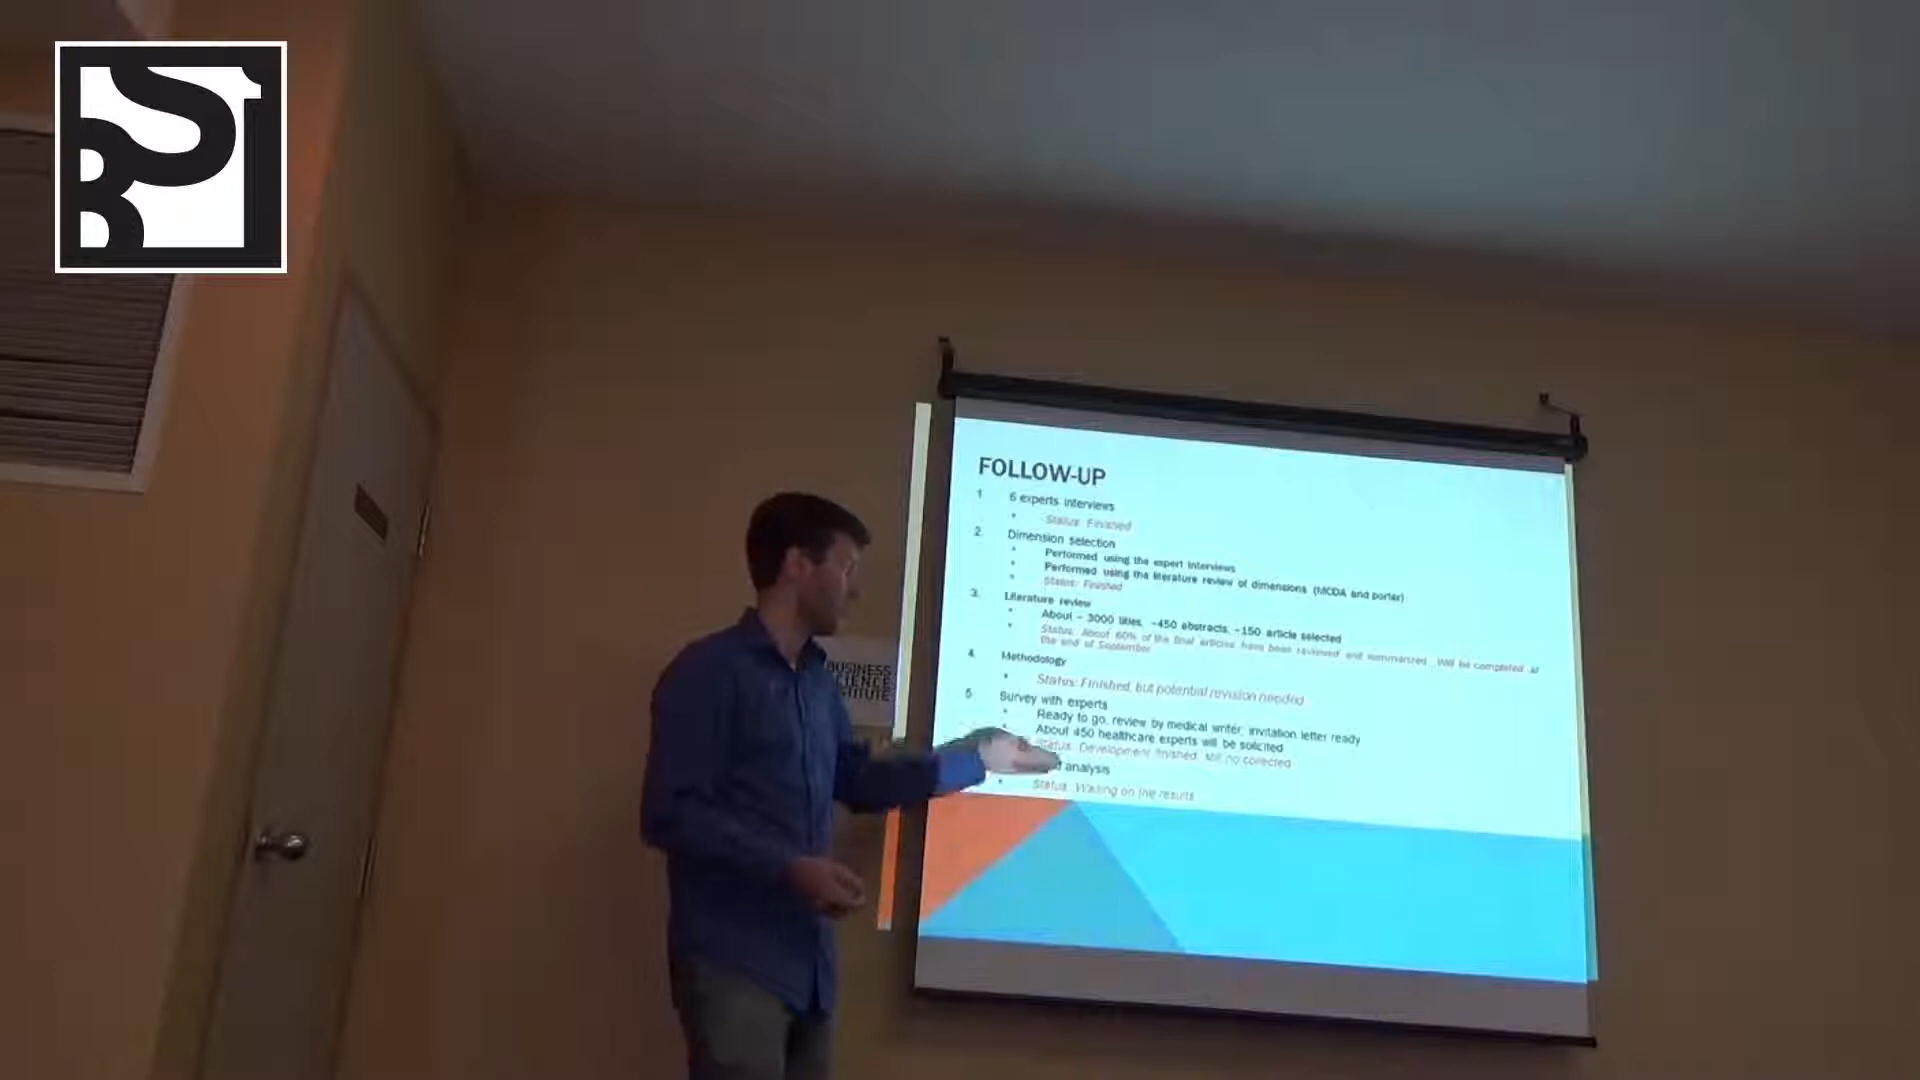 BSI
FOLLOW-UP
1 6 experts interviews
Status: Finished
2. Dimension selection
Performed using the expert interviews
Performed using the literature review of dimensions (MCDA and porter)
Status: Finished
3. Literature review
About ~ 3000 titles, ~450 abstracts, ~150 article selected
Status: About 60% of the final articles have been reviewed and summarized. Will be completed at
the end of September
4. Methodology
Status: Finished, but potential revision needed
5 Survey with experts
Ready to go, review by medical writer, invitation letter ready
About 450 healthcare experts will be solicited
Status: Development finished, still no collected
analysis
Status: Waiting on the results
BUSINESS
SCIENCE